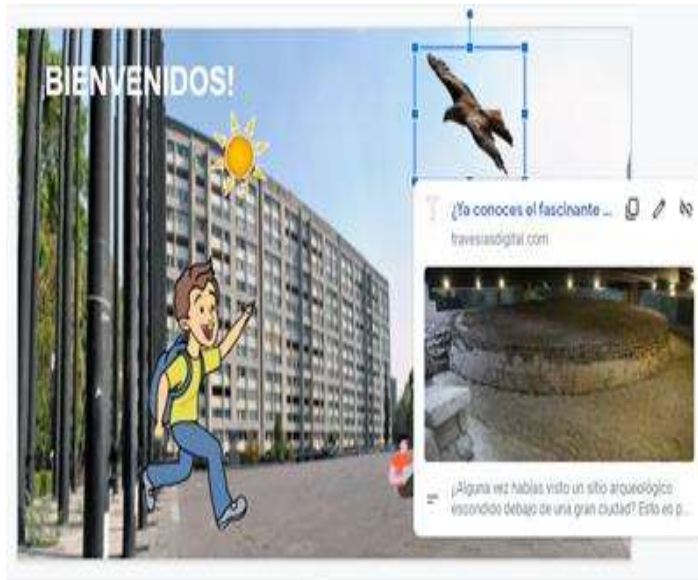 BIENVENIDOS!
¿Ya conoces el fascinante ...
travesiasdigital.com
¿Alguna vez habías visto un sitio arqueológico
escondido debajo de una gran ciudad? Esto es p...